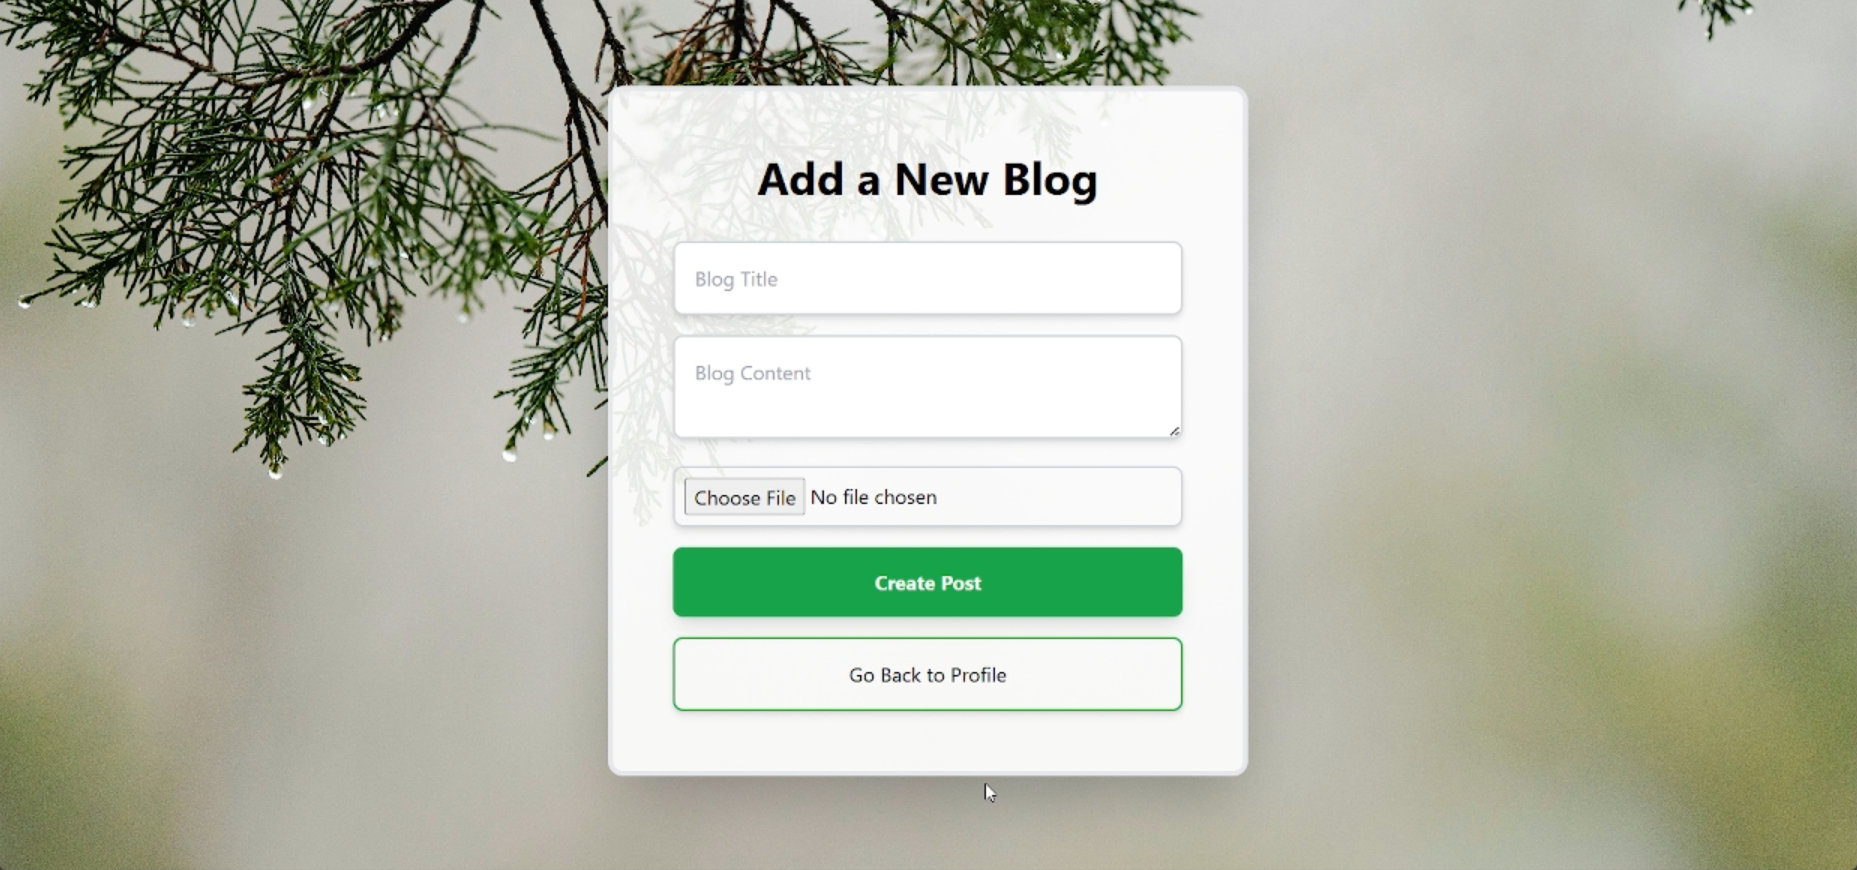 Add a New Blog
Blog Title
Blog Content
Choose File No file chosen
Create Post
Go Back to Profile